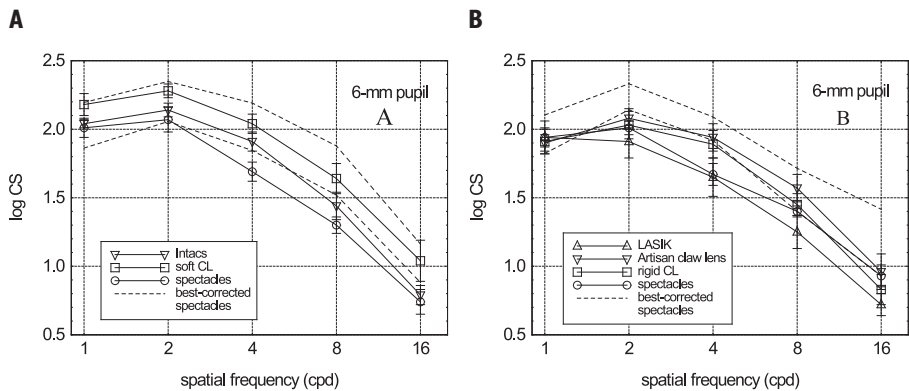 A
2.5
2.0
1.5
1.0
0.5
log CS
6-mm pupil
A
Intacs
soft CL
spectacles
best-corrected
spectacles
1
2
4
8
16
spatial frequency (cpd)
B
2.5
2.0
1.5
1.0
0.5
log CS
6-mm pupil
B
LASIK
Artisan claw lens
rigid CL
spectacles
best-corrected
spectacles
1
2
4
8
16
spatial frequency (cpd)